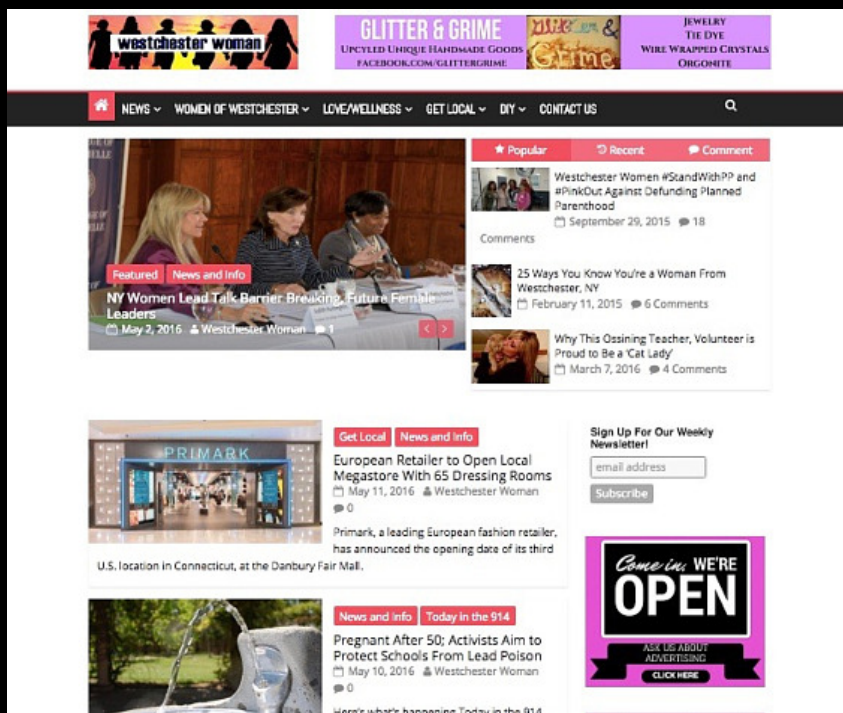 westchester woman
GLITTER & GRIME
UPCYLED UNIQUE HANDMADE GOODS
FACEBOOK.COM/GLITTERGRIME
Glitter &
Grime
JEWELRY
TIE DYE
WIRE WRAPPED CRYSTALS
ORGONITE
NEWS
WOMEN OF WESTCHESTER
LOVE/WELLNESS
GET LOCAL
DIY
CONTACT US
Featured
News and Info
NY Women Lead Talk Barrier Breaking, Future Female
Leaders
May 2, 2016 Westchester Woman 1
Popular
Recent
Comment
Westchester Women #StandWithPP and
#PinkOut Against Defunding Planned
Parenthood
September 29, 2015 18
Comments
25 Ways You Know You're a Woman From
Westchester, NY
February 11, 2015 6 Comments
Why This Ossining Teacher, Volunteer is
Proud to Be a 'Cat Lady'
March 7, 2016 4 Comments
PRIMARK
Get Local
News and Info
European Retailer to Open Local
Megastore With 65 Dressing Rooms
May 11, 2016 Westchester Woman
0
Primark, a leading European fashion retailer,
has announced the opening date of its third
U.S. location in Connecticut, at the Danbury Fair Mall.
Sign Up For Our Weekly
Newsletter!
email address
Subscribe
Come in, WE'RE
OPEN
ASK US ABOUT
ADVERTISING
CLICK HERE
News and Info
Today in the 914
Pregnant After 50; Activists Aim to
Protect Schools From Lead Poison
May 10, 2016 Westchester Woman
0
Here's what's happening Today in the 914